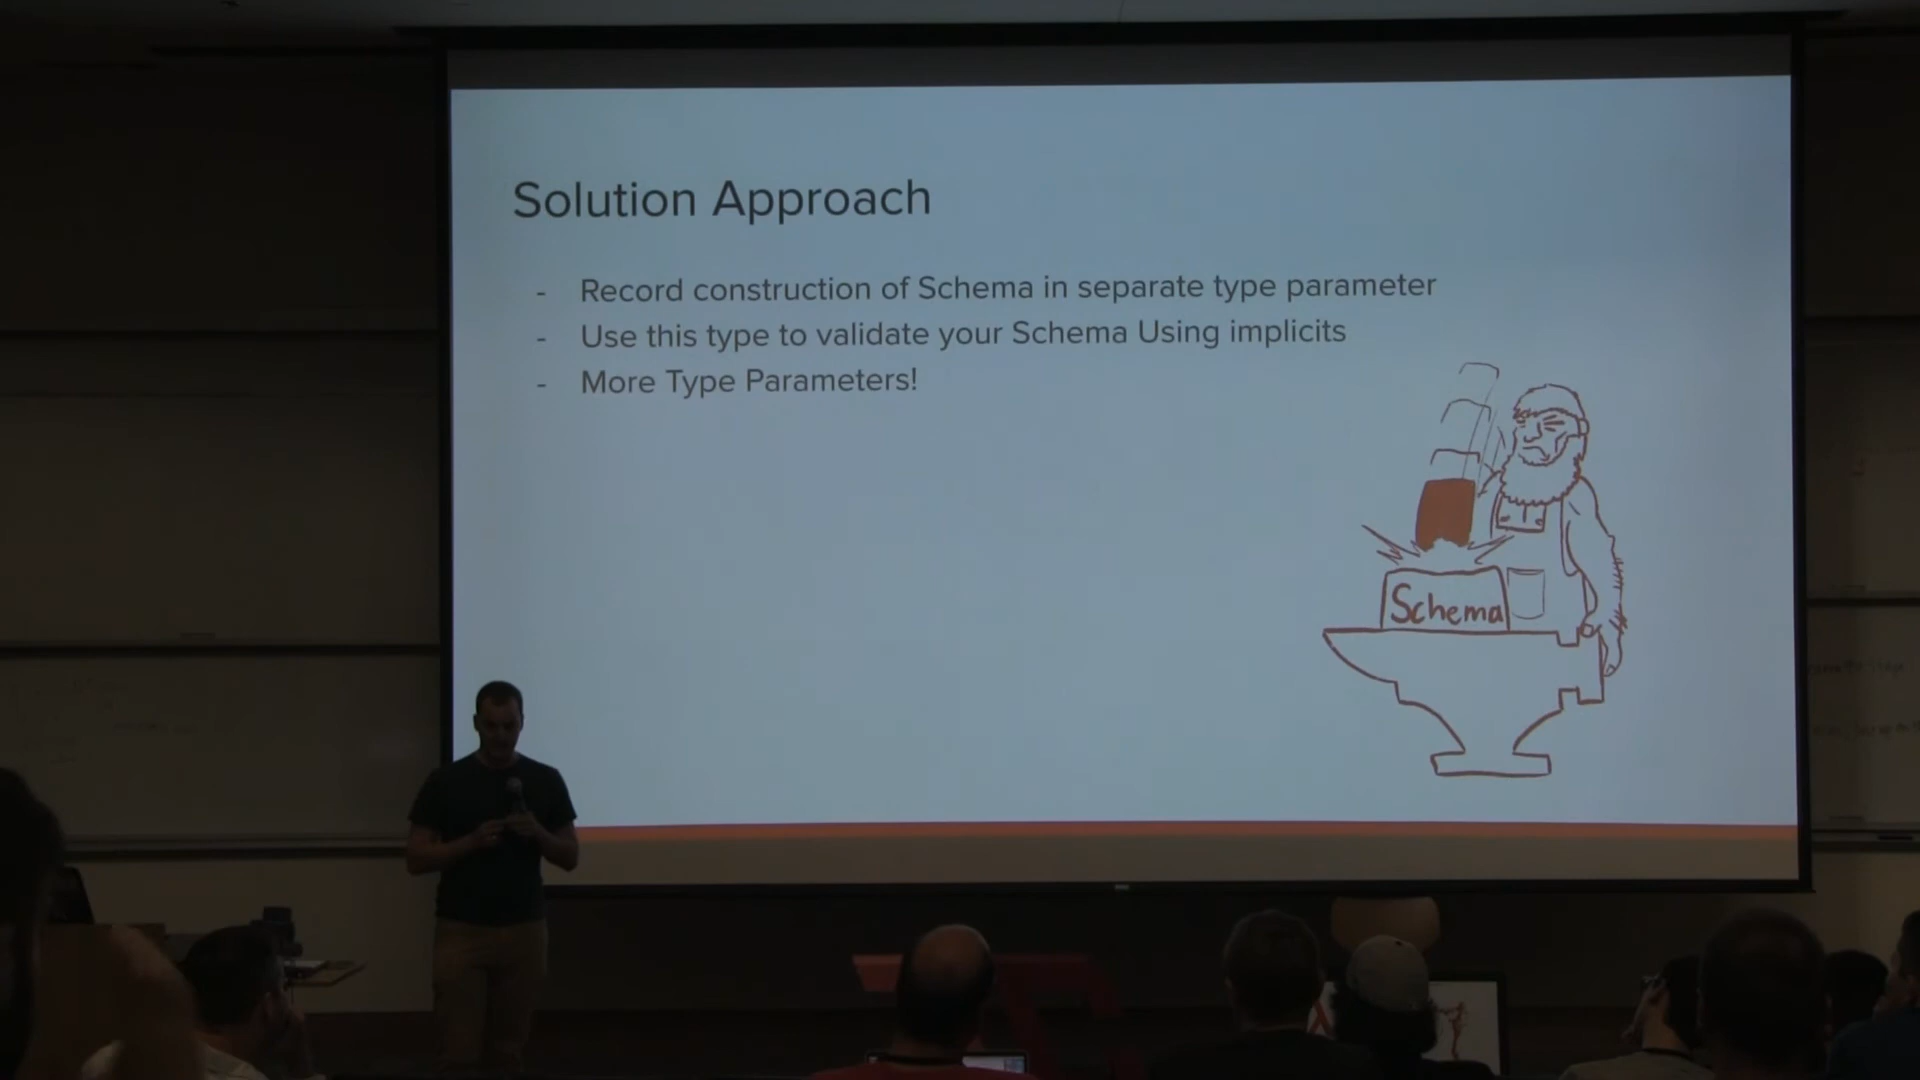 Solution Approach
- Record construction of Schema in separate type parameter
- Use this type to validate your Schema Using implicits
- More Type Parameters!
Schema